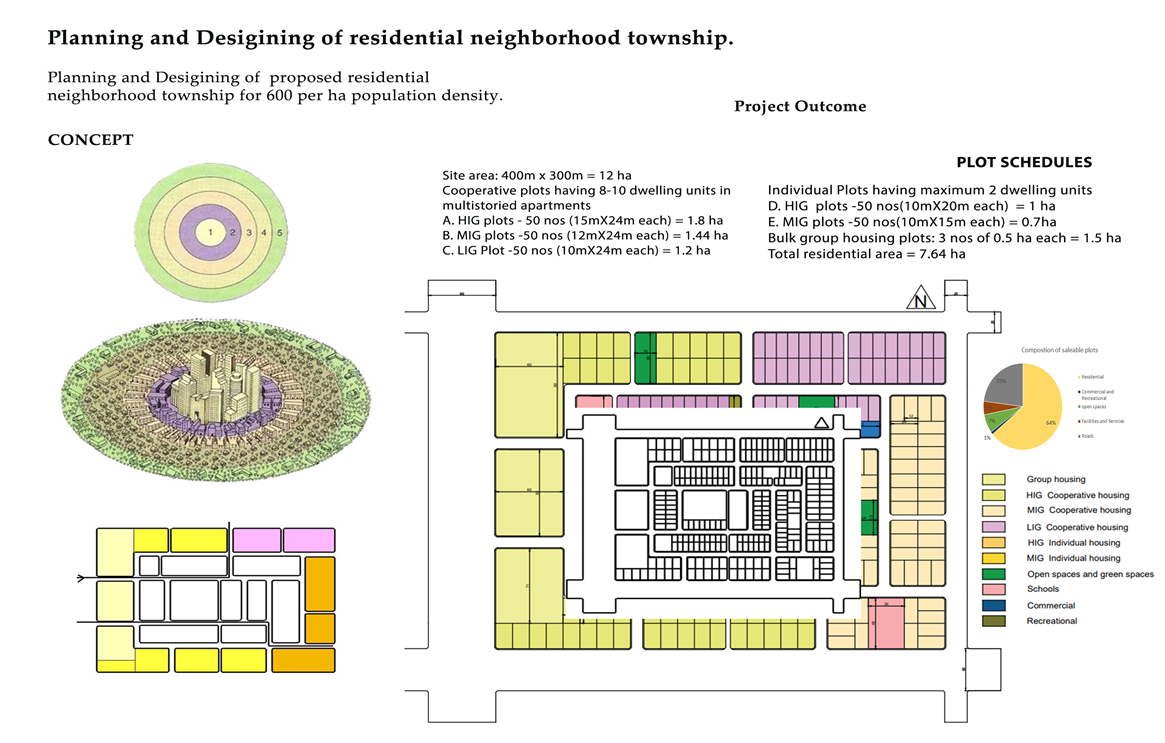 Planning and Desigining of residential neighborhood township.
Planning and Desigining of proposed residential
neighborhood township for 600 per ha population density.
Project Outcome
CONCEPT
1 2 3 4 5
Site area: 400m x 300m = 12 ha
Cooperative plots having 8-10 dwelling units in
multistoried apartments
A. HIG plots - 50 nos (15mX24m each) = 1.8 ha
B. MIG plots -50 nos (12mX24m each) = 1.44 ha
C. LIG Plot -50 nos (10mX24m each) = 1.2 ha
PLOT SCHEDULES
Individual Plots having maximum 2 dwelling units
D. HIG plots -50 nos(10mX20m each) = 1 ha
E. MIG plots -50 nos(10mX15m each) = 0.7ha
Bulk group housing plots: 3 nos of 0.5 ha each = 1.5 ha
Total residential area = 7.64 ha
N
Compostion of saleable plots
64%
1%
Residential
Commercial and
Recreational
open spaces
Facilities and Services
Roads
Group housing
HIG Cooperative housing
MIG Cooperative housing
LIG Cooperative housing
HIG Individual housing
MIG Individual housing
Open spaces and green spaces
Schools
Commercial
Recreational